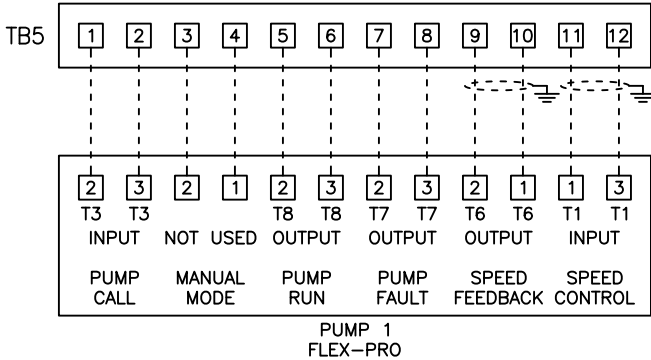 TB5 1 2 3 4 5 6 7 8 9 10 11 12
+ + 
2 3 2 1 2 3 2 3 2 1 1 3
T3 T3 T8 T8 T7 T7 T6 T6 T1 T1
INPUT NOT USED OUTPUT OUTPUT OUTPUT INPUT
PUMP MANUAL PUMP PUMP SPEED SPEED
CALL MODE RUN FAULT FEEDBACK CONTROL
PUMP 1
FLEX-PRO